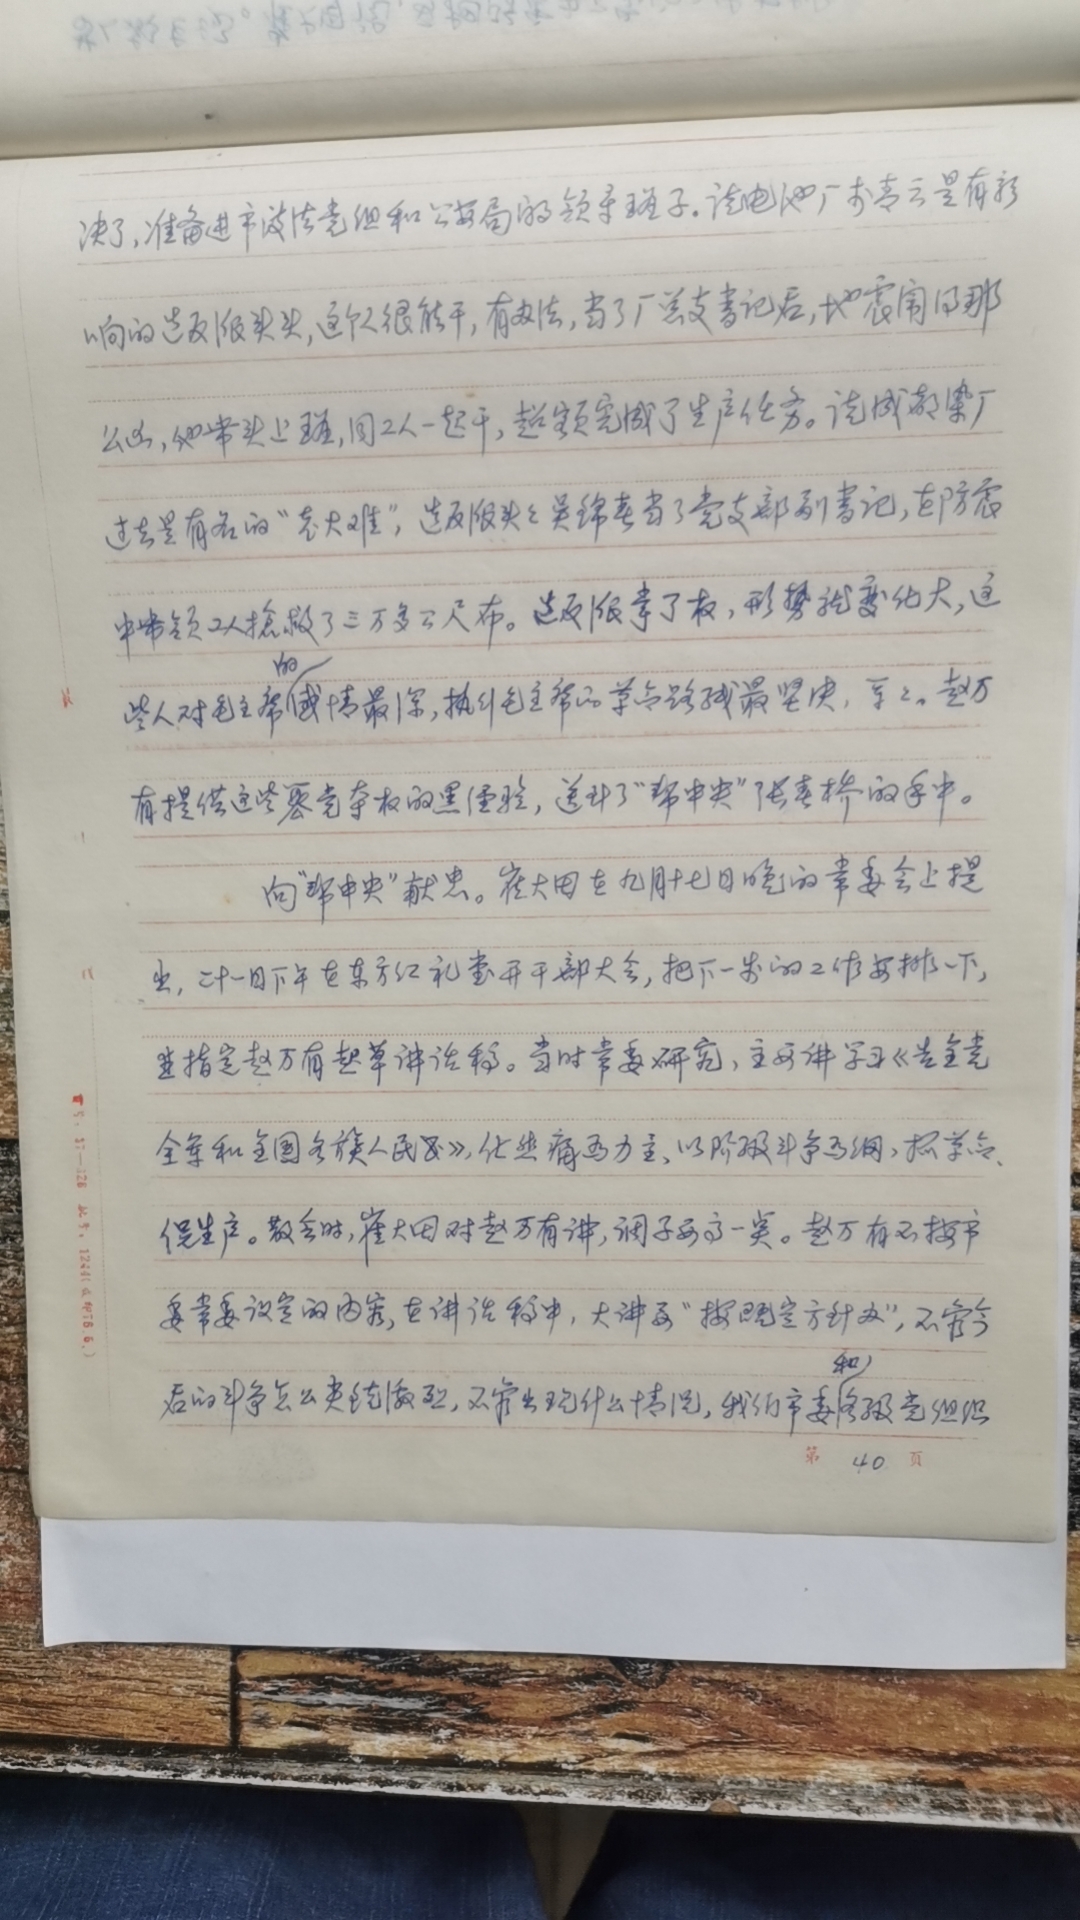 决了,准备进市政法党组和公安局的领导班子。说电池厂李青云是有影
响的造反派头头,这个人很能干,有办法,当了厂总支书记后,地震闹得那
么凶,他带头上班,同工人一起干,超额完成了生产任务。说成都染厂
过去是有名的“老大难”,造反派头头吴锦春当了党支部副书记,在防震
中带领工人抢救了三万多公尺布。造反派掌了权,形势就变化大,这
些人对毛主席的感情最深,执行毛主席的革命路线最坚决,等等。赵万
有提供这些篡党夺权的黑经验,送到了“帮中央”张春桥的手中。
向“帮中央”献忠。崔大田在九月十七日晚的常委会上提
出,二十一日下午在东方红礼堂开干部大会,把下一步的工作安排一下,
并指定赵万有起草讲话稿。当时常委研究,主要讲学习《告全党
全军和全国各族人民书》,化悲痛为力量,以阶级斗争为纲,抓革命、
促生产。散会时,崔大田对赵万有讲,调子要高一些。赵万有不按市
委常委议定的内容,在讲话稿中,大讲要“按既定方针办”,不管今
后的斗争怎么尖锐激烈,不管出现什么情况,我们市委和各级党组织
第 40 页